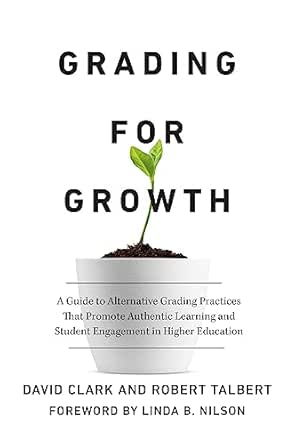 GRADING
FOR
GROWTH
A Guide to Alternative Grading Practices
That Promote Authentic Learning and
Student Engagement in Higher Education
DAVID CLARK AND ROBERT TALBERT
FOREWORD BY LINDA B. NILSON